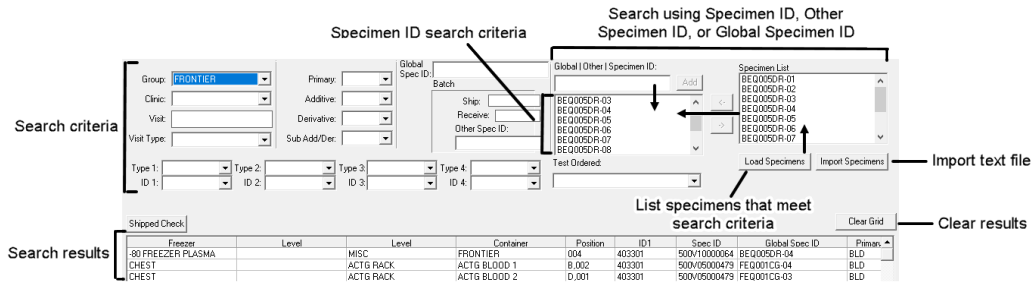 Search using Specimen ID, Other
Specimen ID, or Global Specimen ID
Specimen ID search criteria
Search criteria
Group: FRONTIER
Clinic:
Visit:
Visit Type:
Primary:
Additive:
Derivative:
Sub Add/Der:
Global
Spec ID:
Batch
Ship:
Receive:
Other Spec ID:
Global | Other | Specimen ID:
Add
BEQ005DR-03
BEQ005DR-04
BEQ005DR-05
BEQ005DR-06
BEQ005DR-07
BEQ005DR-08
<-
->
Specimen List
BEQ005DR-01
BEQ005DR-02
BEQ005DR-03
BEQ005DR-04
BEQ005DR-05
BEQ005DR-06
BEQ005DR-07
Type 1: Type 2: Type 3: Type 4:
ID 1: ID 2: ID 3: ID 4:
Test Ordered:
Load Specimens Import Specimens
Import text file
List specimens that meet
search criteria
Shipped Check
Clear Grid
Clear results
Search results
Freezer Level Level Container Position ID1 Spec ID Global Spec ID Primary
-80 FREEZER PLASMA MISC FRONTIER 004 403301 500V10000064 BEQ005DR-04 BLD
CHEST ACTG RACK ACTG BLOOD 1 B,002 403301 500V05000479 FEQ001CG-04 BLD
CHEST ACTG RACK ACTG BLOOD 2 D,001 403301 500V05000479 FEQ001CG-03 BLD